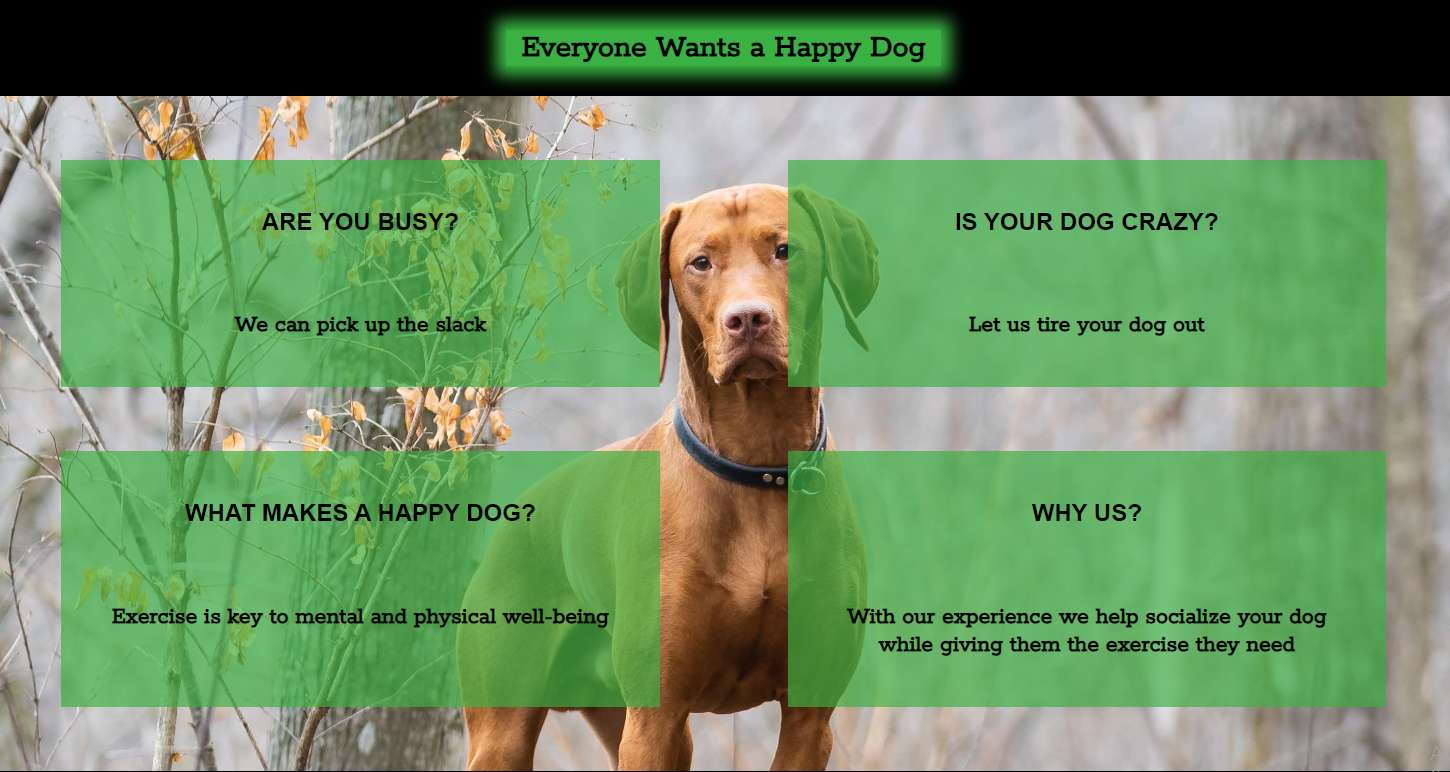 Everyone Wants a Happy Dog
ARE YOU BUSY?
We can pick up the slack
IS YOUR DOG CRAZY?
Let us tire your dog out
WHAT MAKES A HAPPY DOG?
Exercise is key to mental and physical well-being
WHY US?
With our experience we help socialize your dog
while giving them the exercise they need